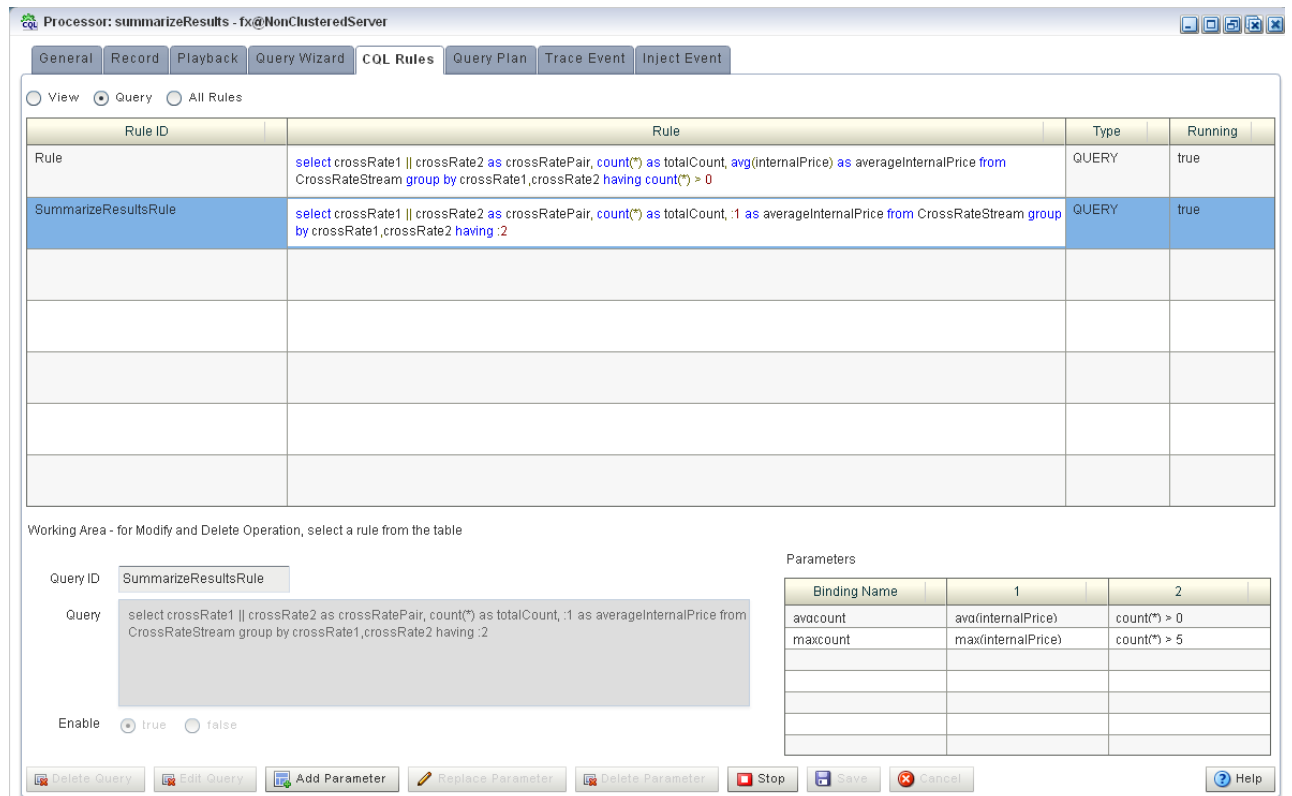 CQL Processor: summarizeResults - fx@NonClusteredServer
General Record Playback Query Wizard CQL Rules Query Plan Trace Event Inject Event
View Query All Rules
Rule ID Rule Type Running
Rule select crossRate1 || crossRate2 as crossRatePair, count(*) as totalCount, avg(internalPrice) as averageInternalPrice from QUERY true
CrossRateStream group by crossRate1,crossRate2 having count(*) > 0
SummarizeResultsRule select crossRate1 || crossRate2 as crossRatePair, count(*) as totalCount, :1 as averageInternalPrice from CrossRateStream group QUERY true
by crossRate1,crossRate2 having :2
Working Area - for Modify and Delete Operation, select a rule from the table
Query ID SummarizeResultsRule
Query select crossRate1 || crossRate2 as crossRatePair, count(*) as totalCount, :1 as averageInternalPrice from
CrossRateStream group by crossRate1,crossRate2 having :2
Enable true false
Parameters
Binding Name 1 2
avgcount avg(internalPrice) count(*) > 0
maxcount max(internalPrice) count(*) > 5
Delete Query Edit Query Add Parameter Replace Parameter Delete Parameter Stop Save Cancel Help